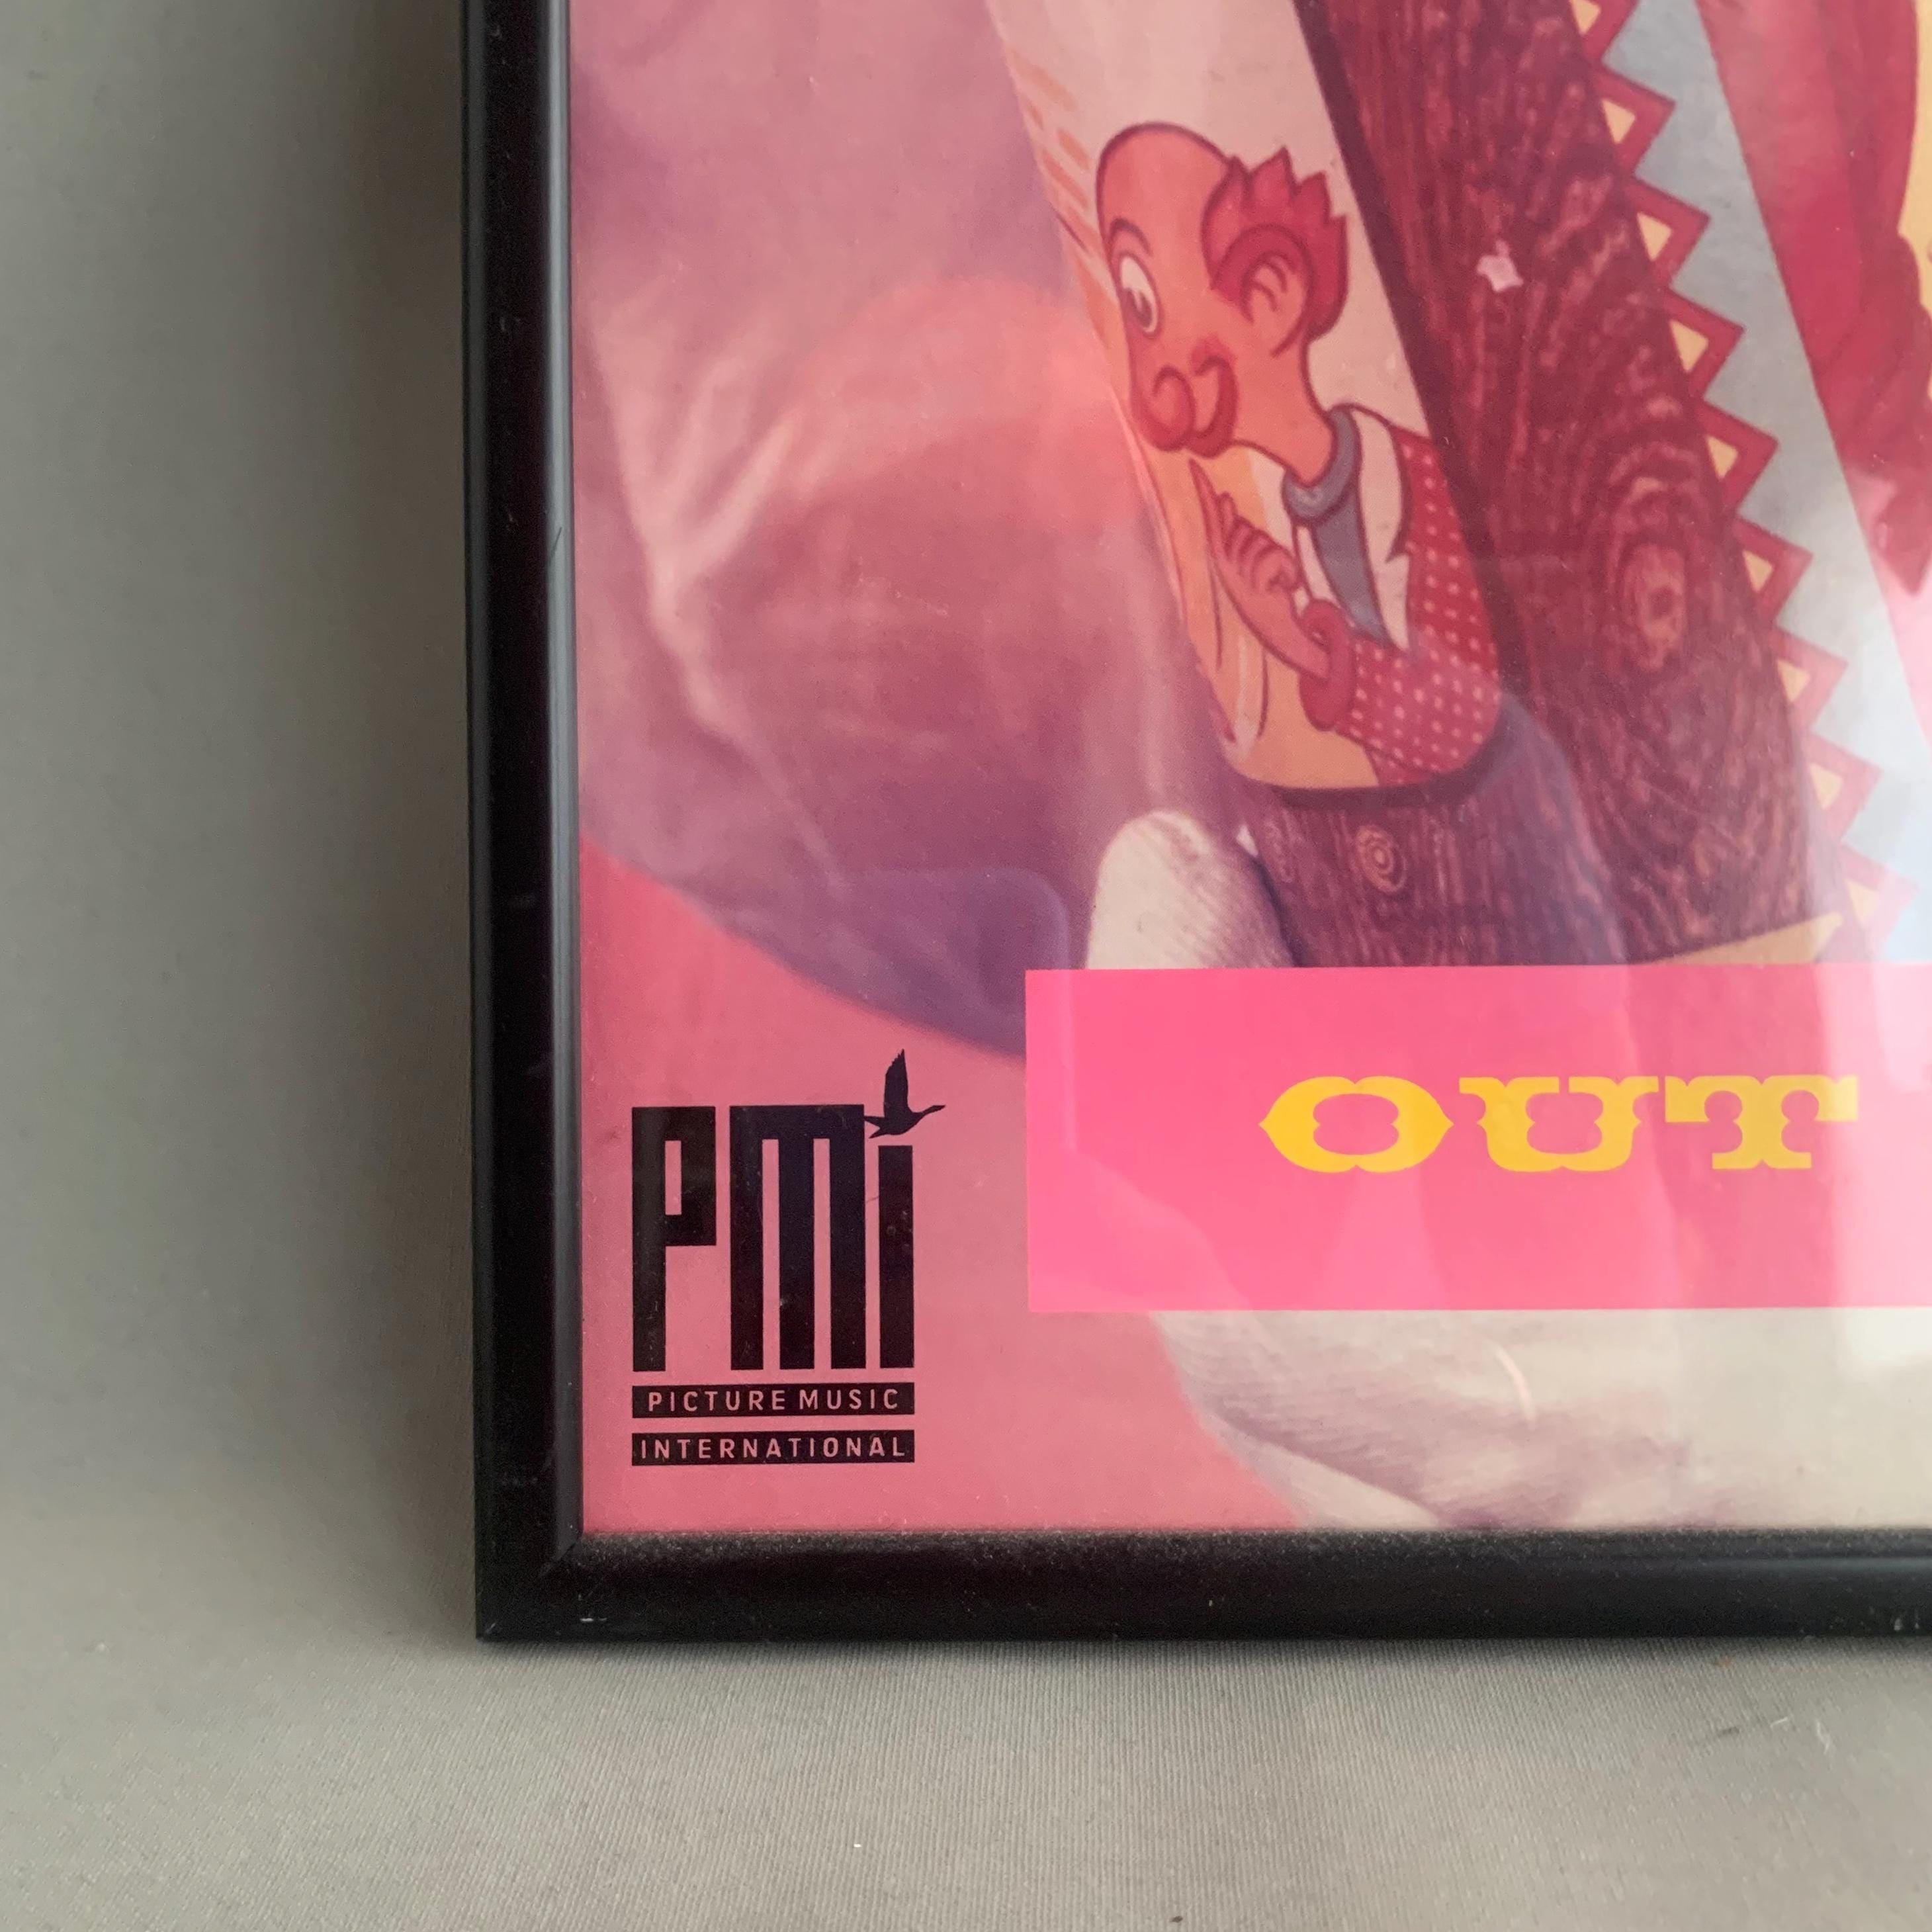 OUT
PMi
PICTURE MUSIC
INTERNATIONAL